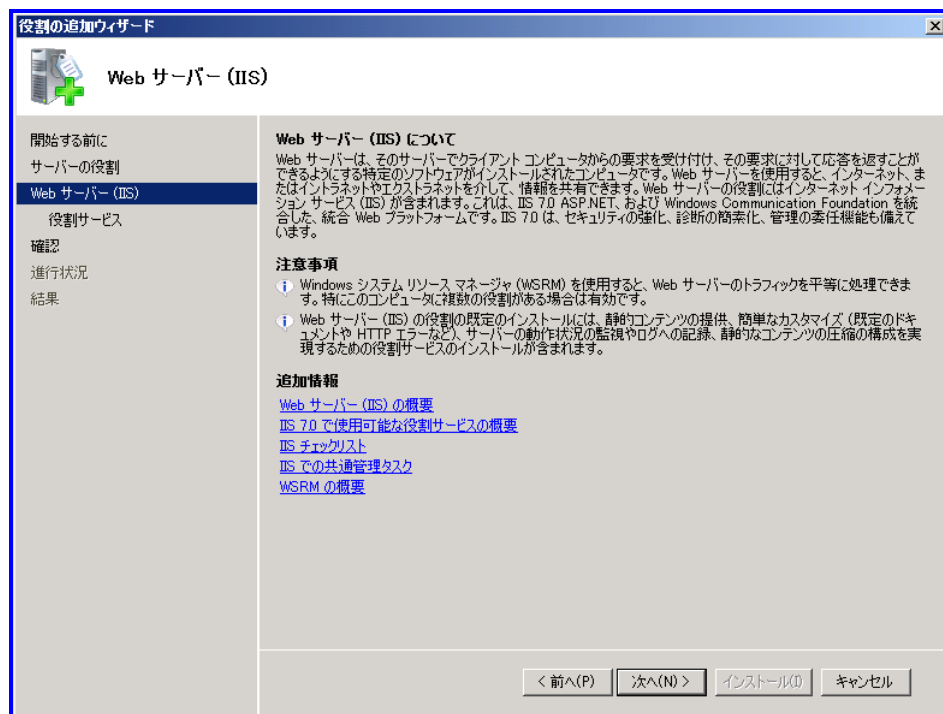 役割の追加ウィザード
Web サーバー (IIS)
開始する前に
サーバーの役割
Web サーバー (IIS)
役割サービス
確認
進行状況
結果
Web サーバー (IIS) について
Web サーバーは、そのサーバーでクライアント コンピュータからの要求を受け付け、その要求に対して応答を返すことが
できるようにする特定のソフトウェアがインストールされたコンピュータです。Web サーバーを使用すると、インターネット、ま
たはイントラネットやエクストラネットを介して、情報を共有できます。Web サーバーの役割にはインターネット インフォメー
ション サービス (IIS) が含まれます。これは、IIS 7.0 ASP.NET、および Windows Communication Foundation を統
合した、統合 Web プラットフォームです。IIS 7.0 は、セキュリティの強化、診断の簡素化、管理の委任機能も備えて
います。
注意事項
Windows システム リソース マネージャ (WSRM) を使用すると、Web サーバーのトラフィックを平等に処理できま
す。特にこのコンピュータに複数の役割がある場合は有効です。
Web サーバー (IIS) の役割の既定のインストールには、静的コンテンツの提供、簡単なカスタマイズ (既定のドキ
ュメントや HTTP エラーなど)、サーバーの動作状況の監視やログへの記録、静的なコンテンツの圧縮の構成を実
現するための役割サービスのインストールが含まれます。
追加情報
Web サーバー (IIS) の概要
IIS 7.0 で使用可能な役割サービスの概要
IIS チェックリスト
IIS での共通管理タスク
WSRM の概要
< 前へ(P)
次へ(N) >
インストール(I)
キャンセル